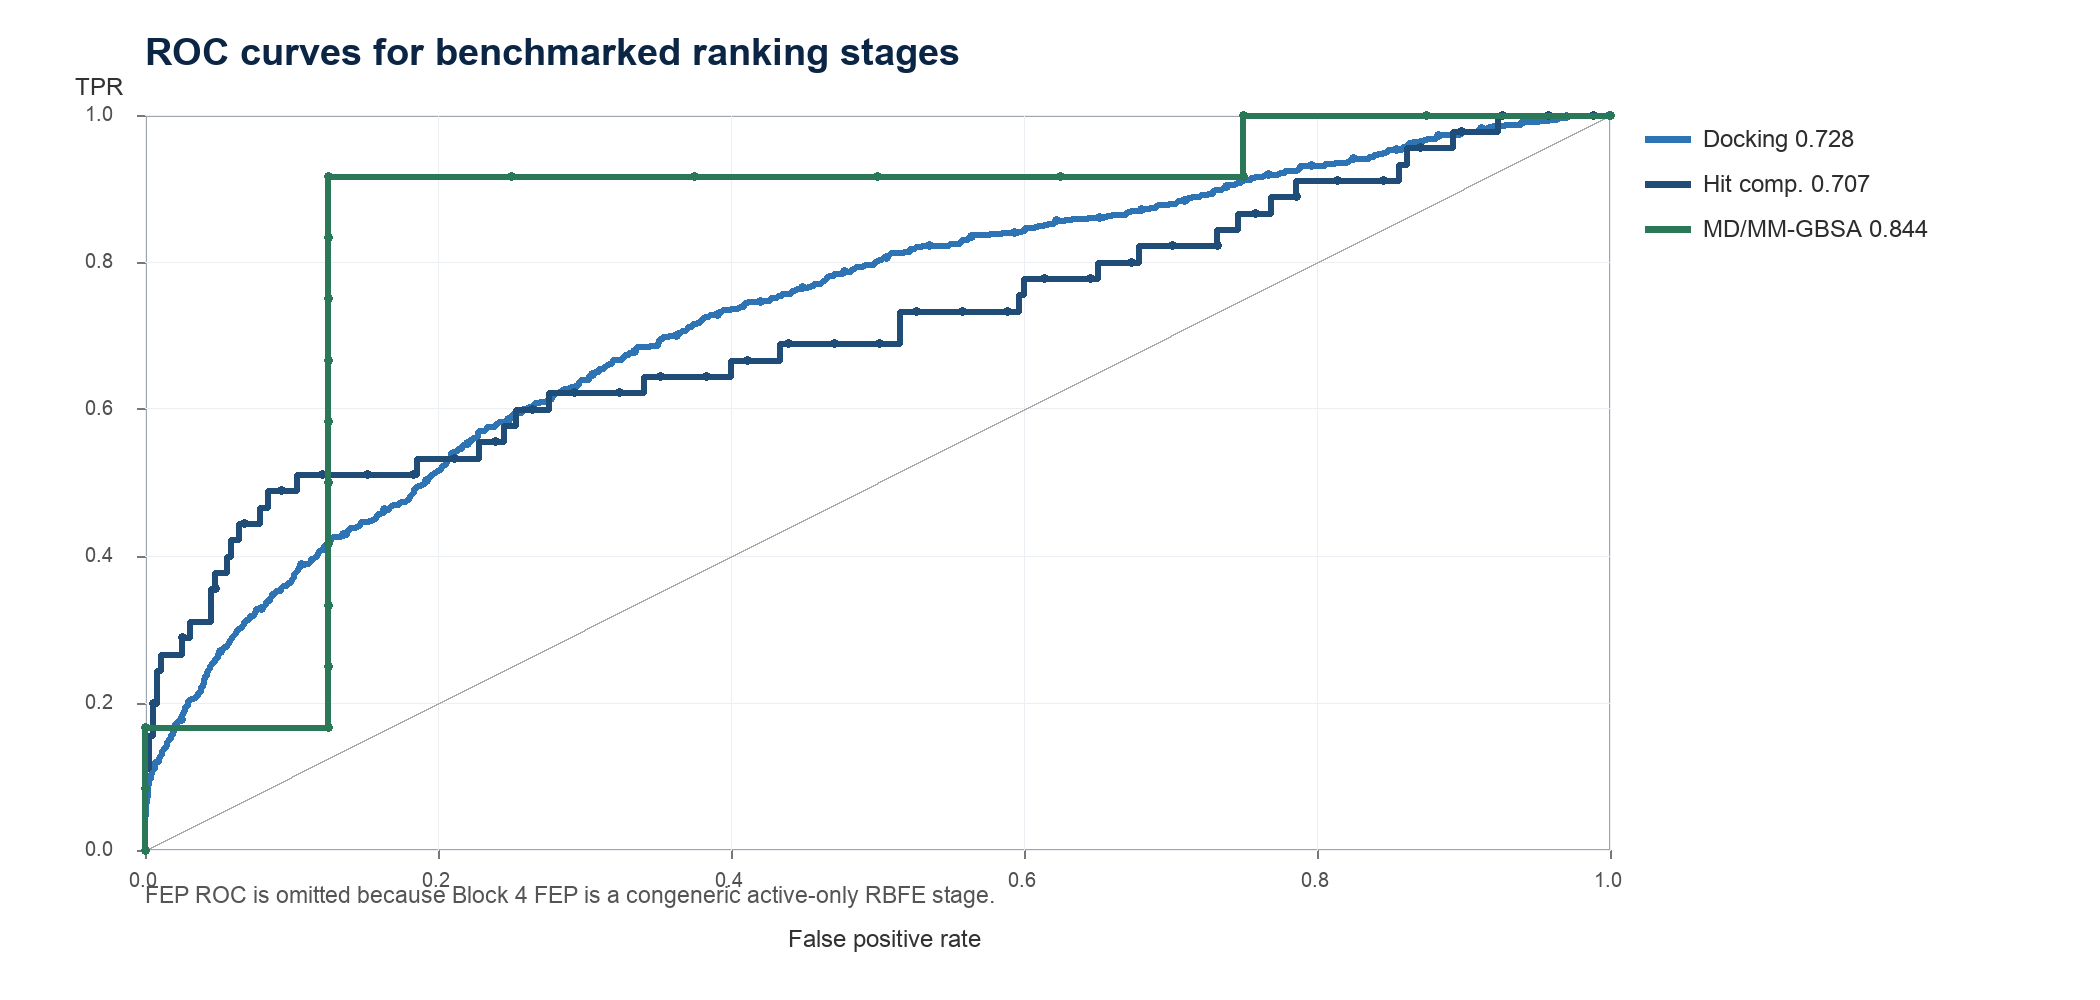 ROC curves for benchmarked ranking stages
TPR
1.0
0.8
0.6
0.4
0.2
0.0
Docking 0.728
Hit comp. 0.707
MD/MM-GBSA 0.844
0.0 0.2 0.4 0.6 0.8 1.0
FEP ROC is omitted because Block 4 FEP is a congeneric active-only RBFE stage.
False positive rate